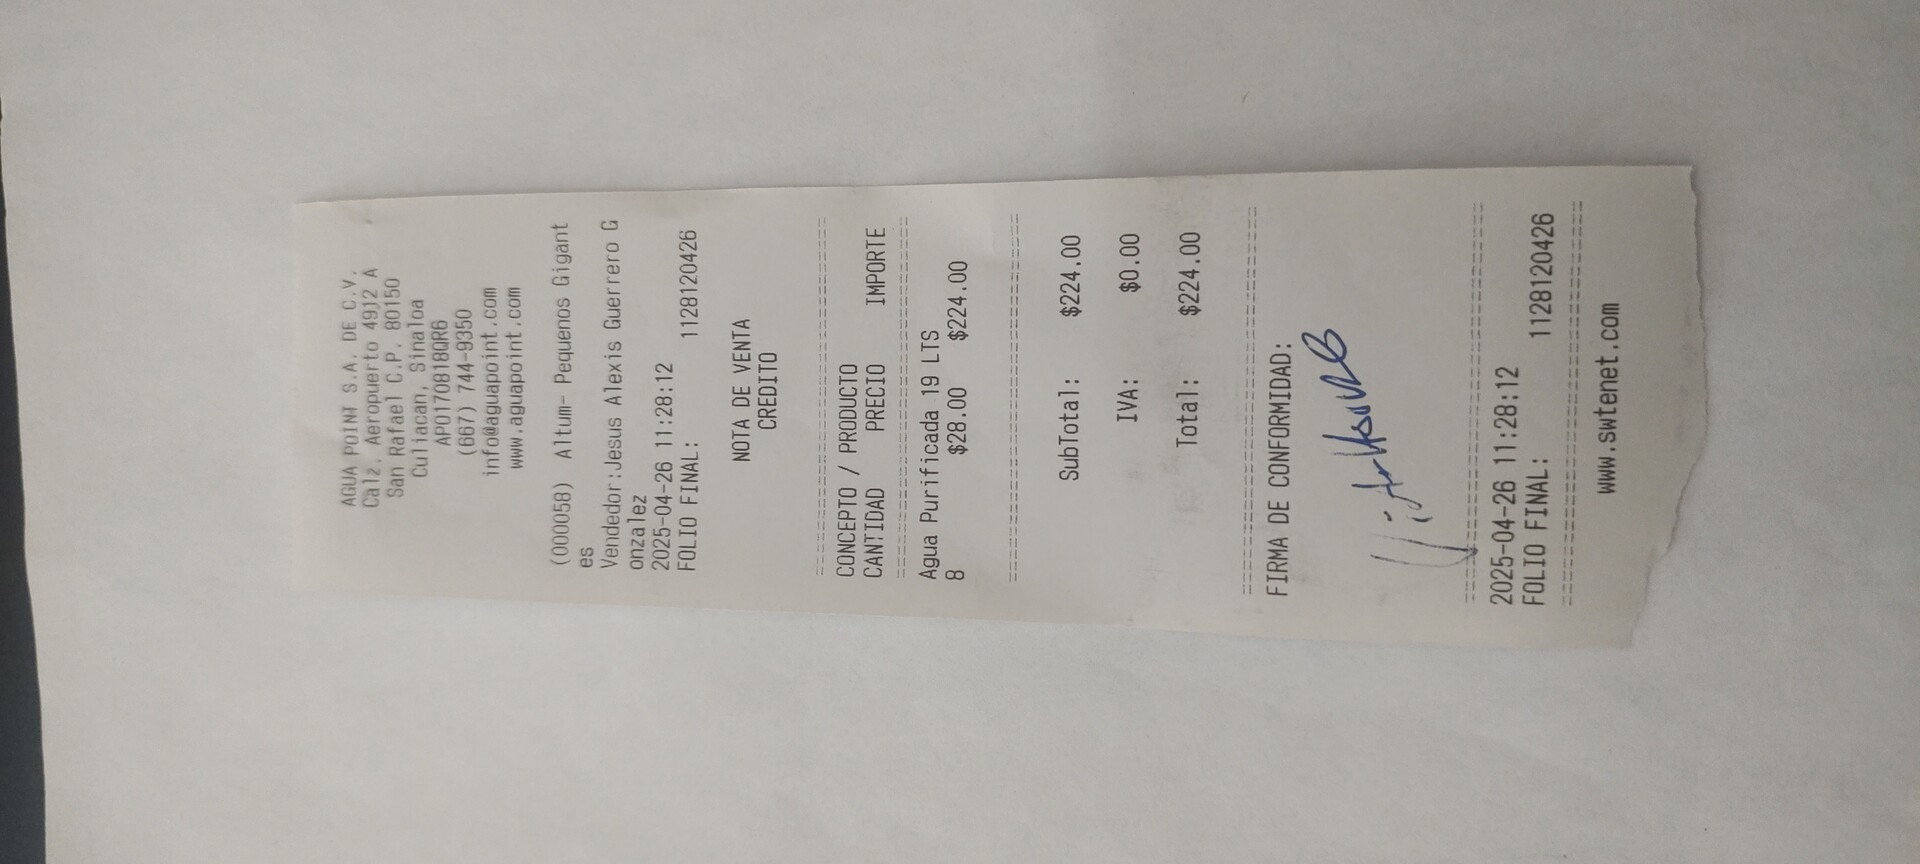 AGUA POINT S.A. DE C.V.
Calz. Aeropuerto 4912 A
San Rafael C.P. 80150
Culiacan, Sinaloa
APO170818QR6
(667) 744-9350
info@aguapoint.com
www.aguapoint.com
(000058) Altum- Pequenos Gigant
es
Vendedor:Jesus Alexis Guerrero G
onzalez
2025-04-26 11:28:12
FOLIO FINAL: 1128120426
NOTA DE VENTA
CREDITO
CONCEPTO / PRODUCTO
CANTIDAD PRECIO IMPORTE
Agua Purificada 19 LTS
8 $28.00 $224.00
SubTotal: $224.00
IVA: $0.00
Total: $224.00
FIRMA DE CONFORMIDAD:
2025-04-26 11:28:12
FOLIO FINAL: 1128120426
www.swtenet.com